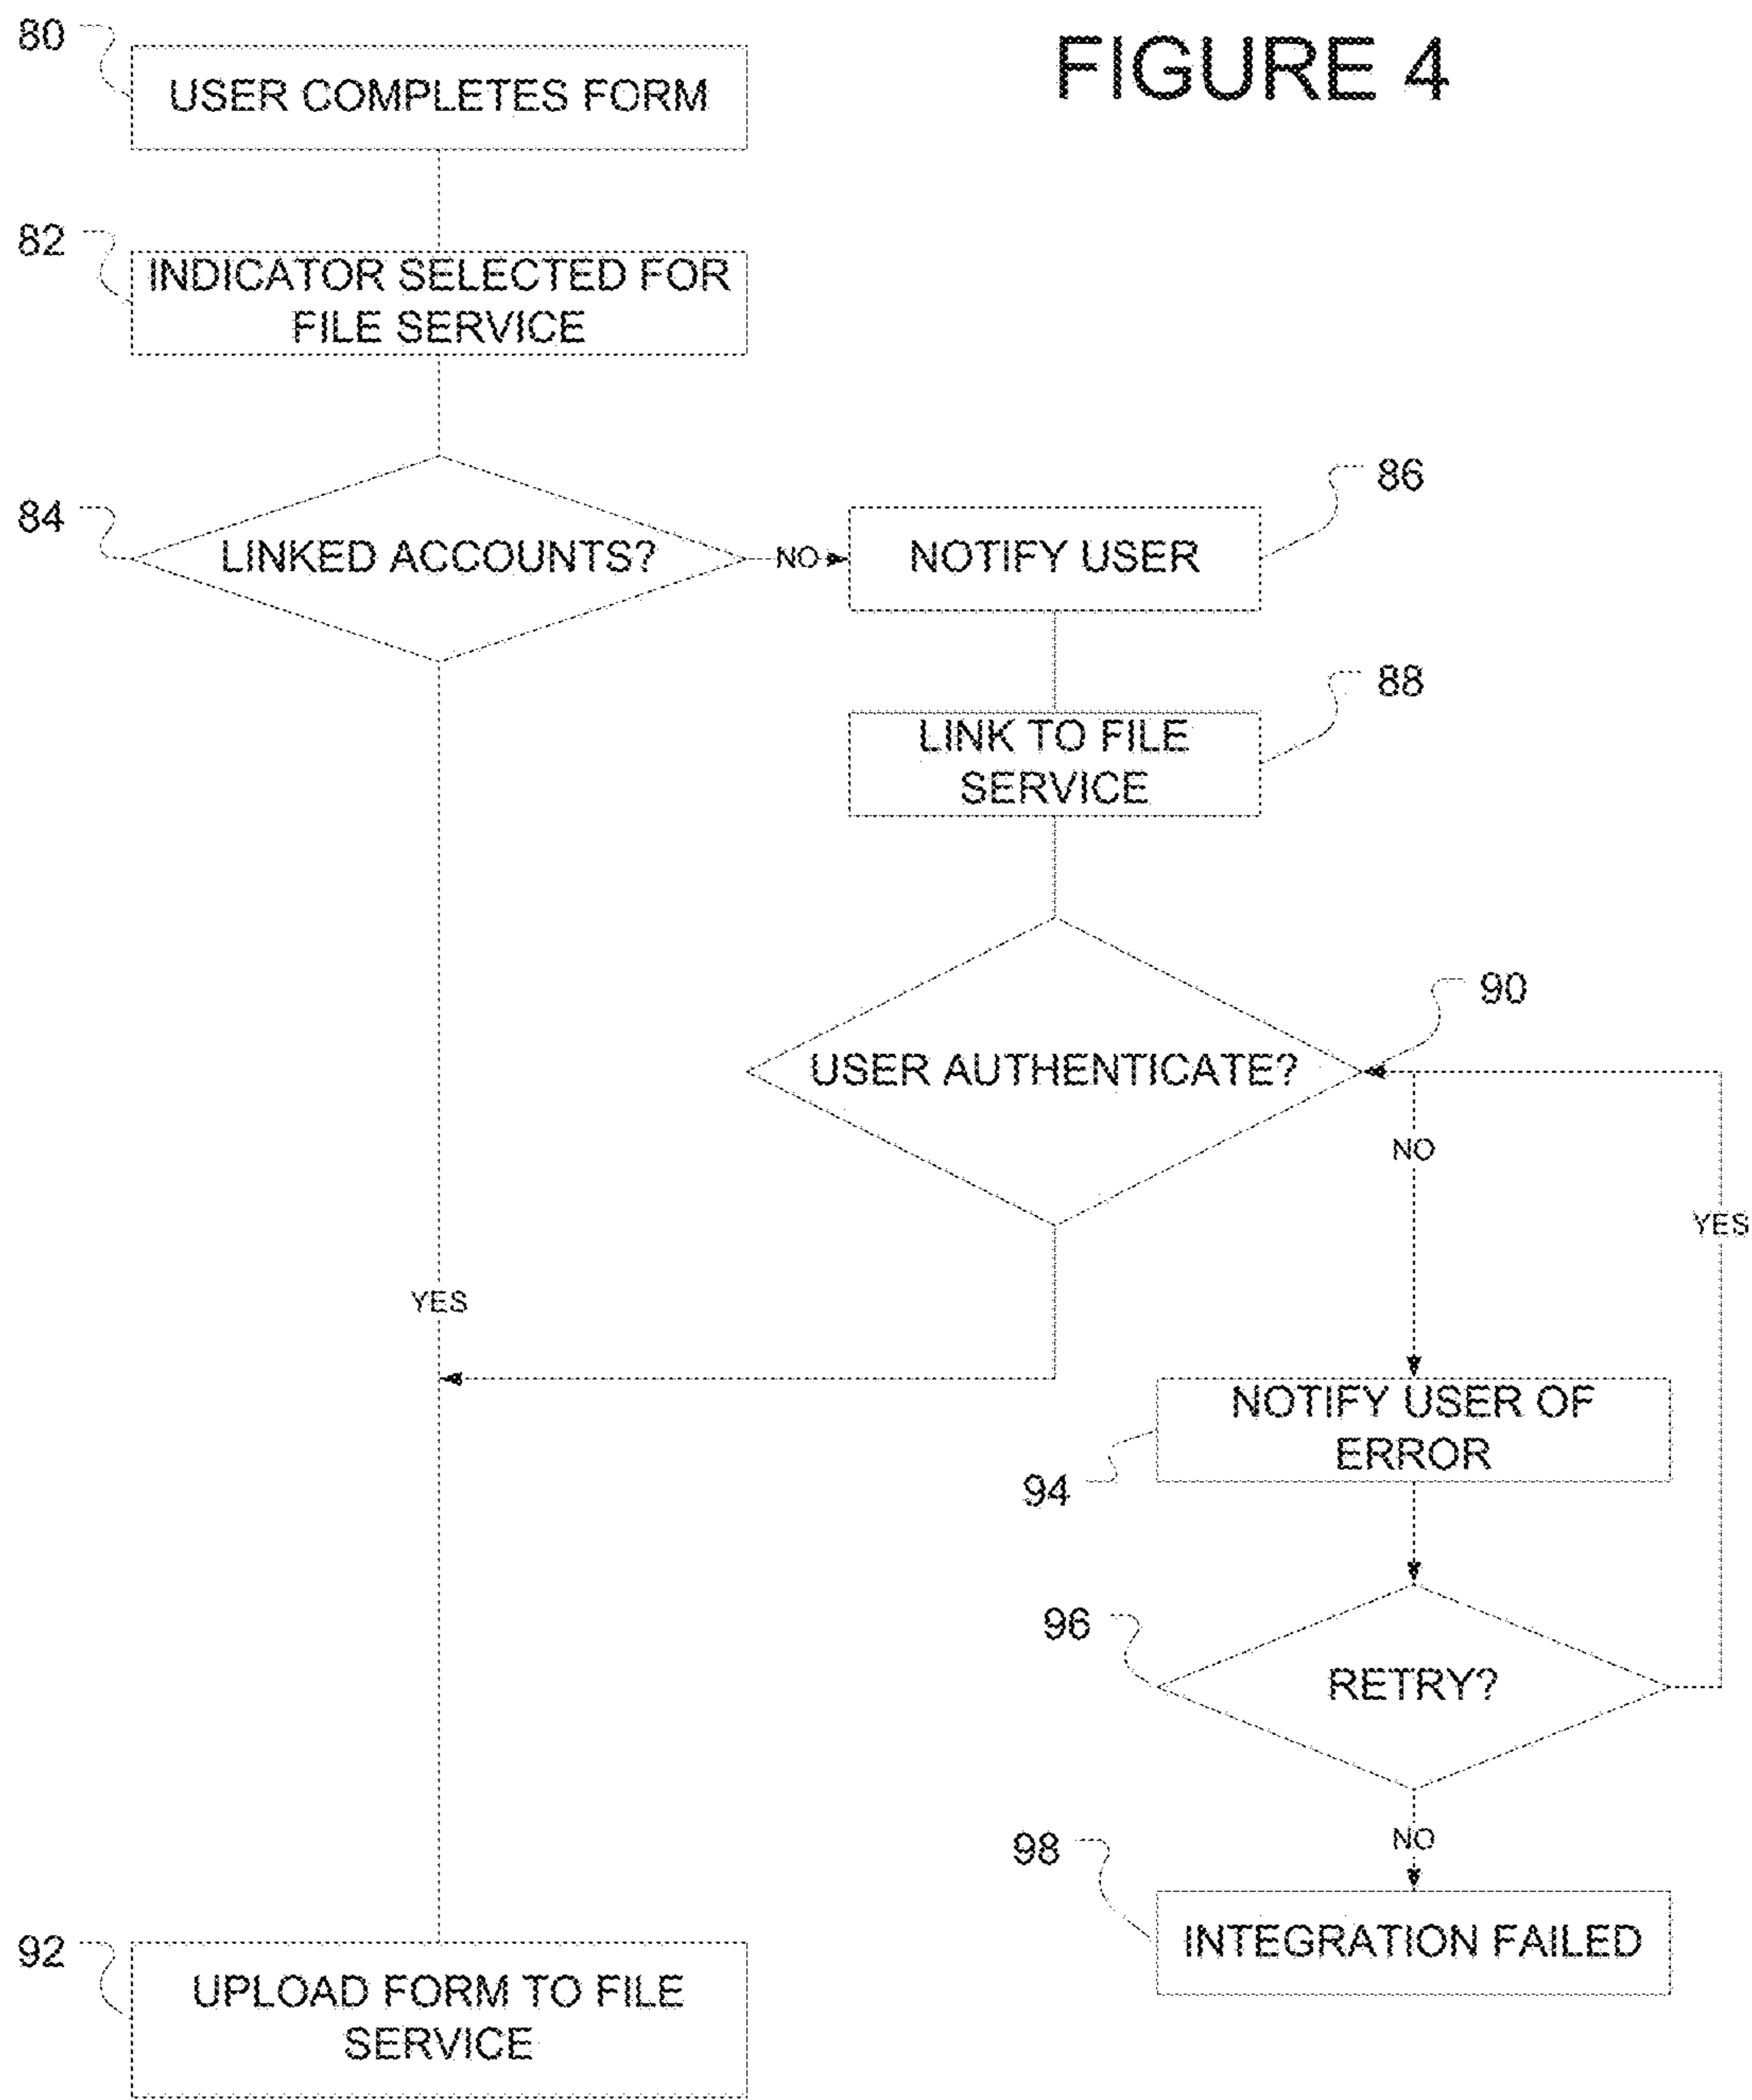 FIGURE 4
80
USER COMPLETES FORM
82
INDICATOR SELECTED FOR
FILE SERVICE
84
LINKED ACCOUNTS?
NO
86
NOTIFY USER
88
LINK TO FILE
SERVICE
90
USER AUTHENTICATE?
NO
YES
YES
NOTIFY USER OF
ERROR
94
96
RETRY?
NO
98
INTEGRATION FAILED
92
UPLOAD FORM TO FILE
SERVICE